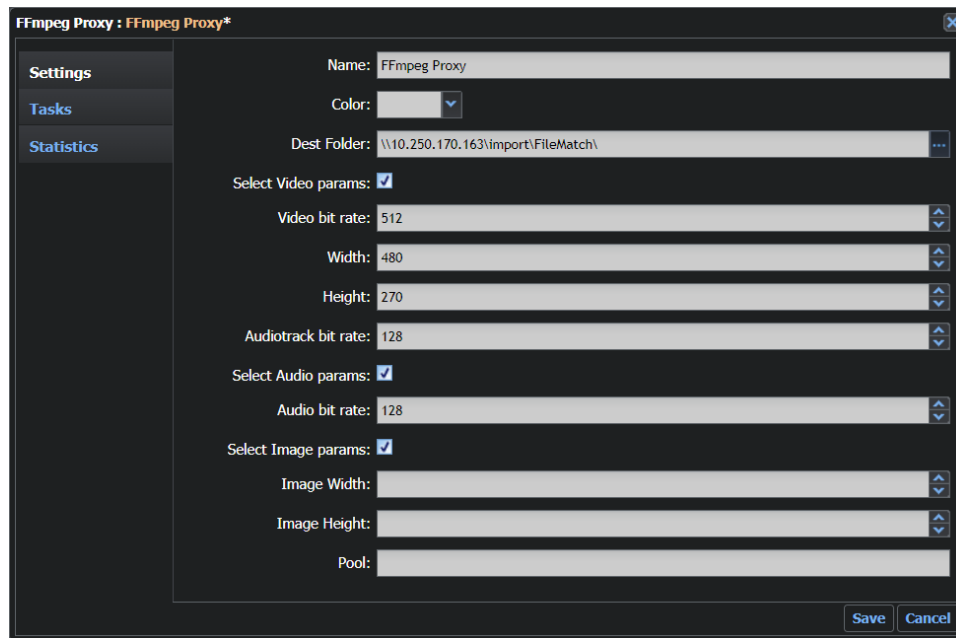 FFmpeg Proxy : FFmpeg Proxy*
Settings
Tasks
Statistics
Name: FFmpeg Proxy
Color:
Dest Folder: \\10.250.170.163\import\FileMatch\ ...
Select Video params:
Video bit rate: 512
Width: 480
Height: 270
Audiotrack bit rate: 128
Select Audio params:
Audio bit rate: 128
Select Image params:
Image Width:
Image Height:
Pool:
Save Cancel